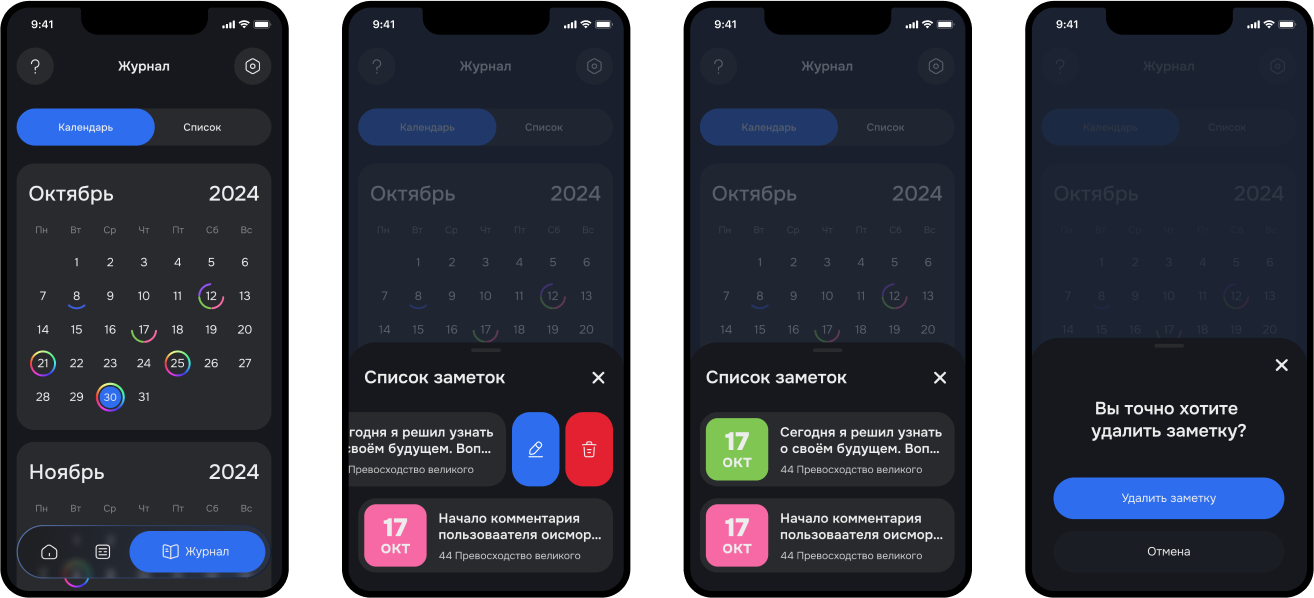 9:41
?
Журнал
Календарь
Список
Октябрь 2024
Пн Вт Ср Чт Пт Сб Вс
1 2 3 4 5 6
7 8 9 10 11 12 13
14 15 16 17 18 19 20
21 22 23 24 25 26 27
28 29 30 31
Ноябрь 2024
Пн Вт Ср Чт Пт Сб Вс
Журнал
9:41
?
Журнал
Календарь
Список
Октябрь 2024
Пн Вт Ср Чт Пт Сб Вс
1 2 3 4 5 6
7 8 9 10 11 12 13
14 15 16 17 18 19 20
Список заметок
годня я решил узнать
своём будущем. Воп...
Превосходство великого
17
ОКТ
Начало комментария
пользоваателя оисмор...
44 Превосходство великого
9:41
?
Журнал
Календарь
Список
Октябрь 2024
Пн Вт Ср Чт Пт Сб Вс
1 2 3 4 5 6
7 8 9 10 11 12 13
14 15 16 17 18 19 20
Список заметок
17
ОКТ
Сегодня я решил узнать
о своём будущем. Воп...
44 Превосходство великого
17
ОКТ
Начало комментария
пользоваателя оисмор...
44 Превосходство великого
9:41
?
Журнал
Календарь
Список
Октябрь 2024
Пн Вт Ср Чт Пт Сб Вс
1 2 3 4 5 6
7 8 9 10 11 12 13
14 15 16 17 18 19 20
Вы точно хотите
удалить заметку?
Удалить заметку
Отмена